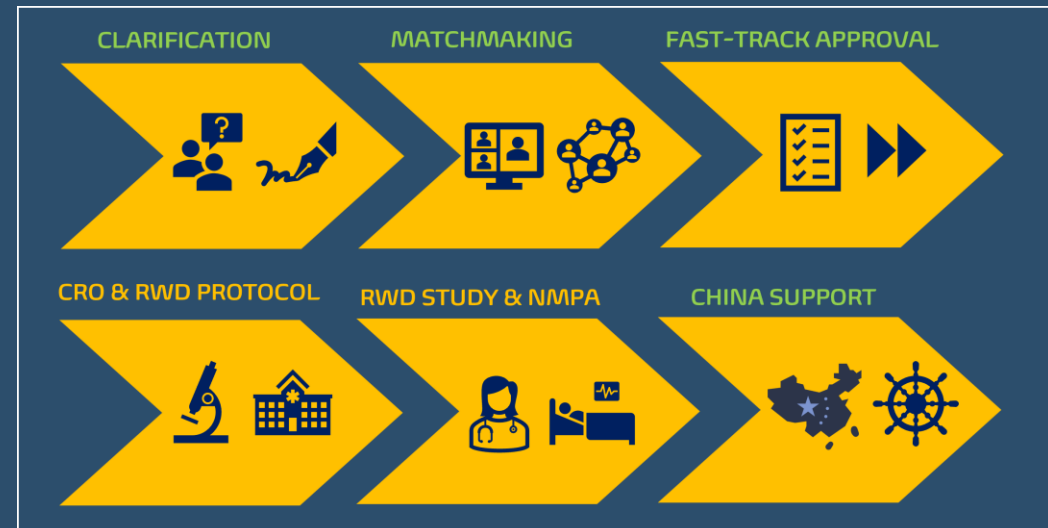 CLARIFICATION
MATCHMAKING
FAST-TRACK APPROVAL
?
CRO & RWD PROTOCOL
RWD STUDY & NMPA
CHINA SUPPORT